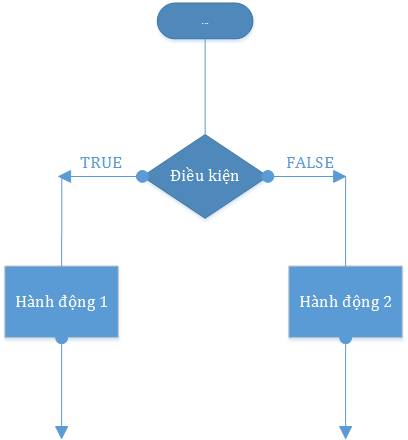 ...
TRUE
FALSE
Điều kiện
Hành động 1
Hành động 2